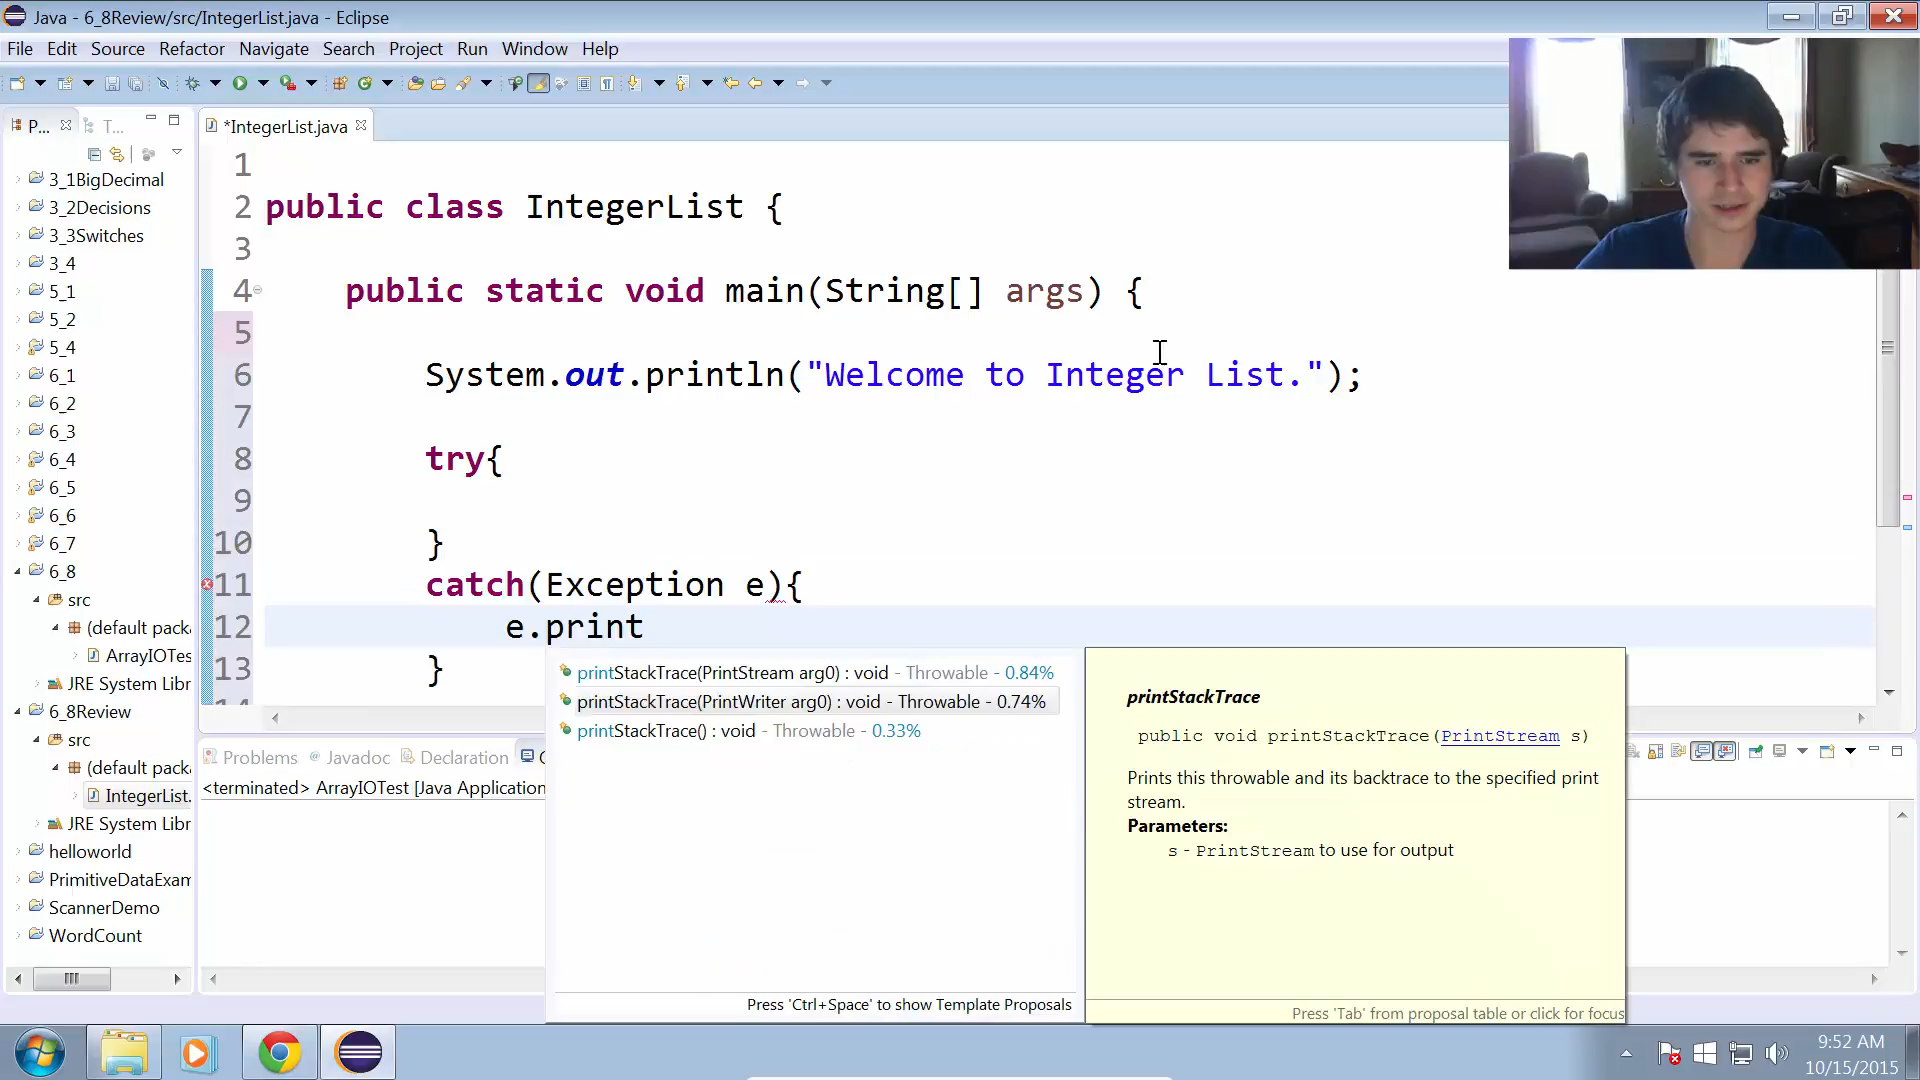 Java - 6_8Review/src/IntegerList.java - Eclipse
File Edit Source Refactor Navigate Search Project Run Window Help
P... T... *IntegerList.java
3_1BigDecimal
3_2Decisions
3_3Switches
3_4
5_1
5_2
5_4
6_1
6_2
6_3
6_4
6_5
6_6
6_7
6_8
src
(default pack
ArrayIOTes
JRE System Libr
6_8Review
src
(default pack
IntegerList.
JRE System Libr
helloworld
PrimitiveDataExam
ScannerDemo
WordCount
1
2 public class IntegerList {
3
4 public static void main(String[] args) {
5
6 System.out.println("Welcome to Integer List.");
7
8 try{
9
10 }
11 catch(Exception e){
12 e.print
13 }
printStackTrace(PrintStream arg0) : void - Throwable - 0.84%
printStackTrace(PrintWriter arg0) : void - Throwable - 0.74%
printStackTrace() : void - Throwable - 0.33%
Press 'Ctrl+Space' to show Template Proposals
printStackTrace
public void printStackTrace(PrintStream s)
Prints this throwable and its backtrace to the specified print
stream.
Parameters:
s - PrintStream to use for output
Press 'Tab' from proposal table or click for focus
Problems Javadoc Declaration
<terminated> ArrayIOTest [Java Application
9:52 AM
10/15/2015